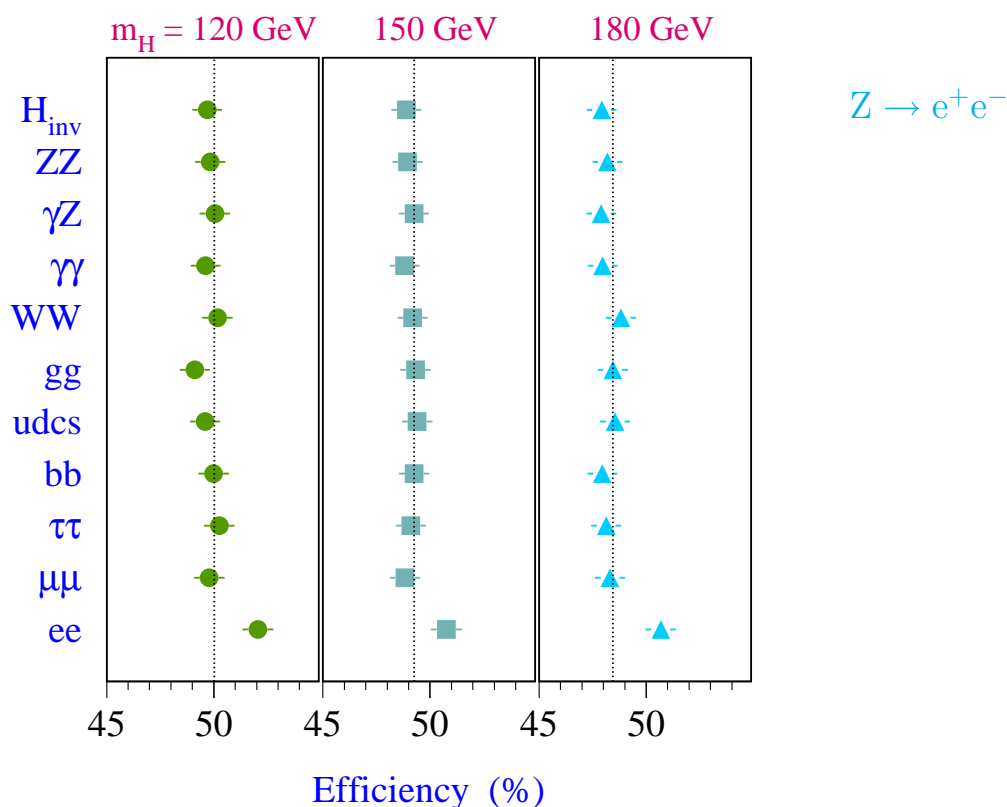 m_H = 120 GeV 150 GeV 180 GeV
H_inv
Z → e⁺e⁻
ZZ
γZ
γγ
WW
gg
udcs
bb
ττ
μμ
ee
45 50 45 50 45 50
Efficiency (%)